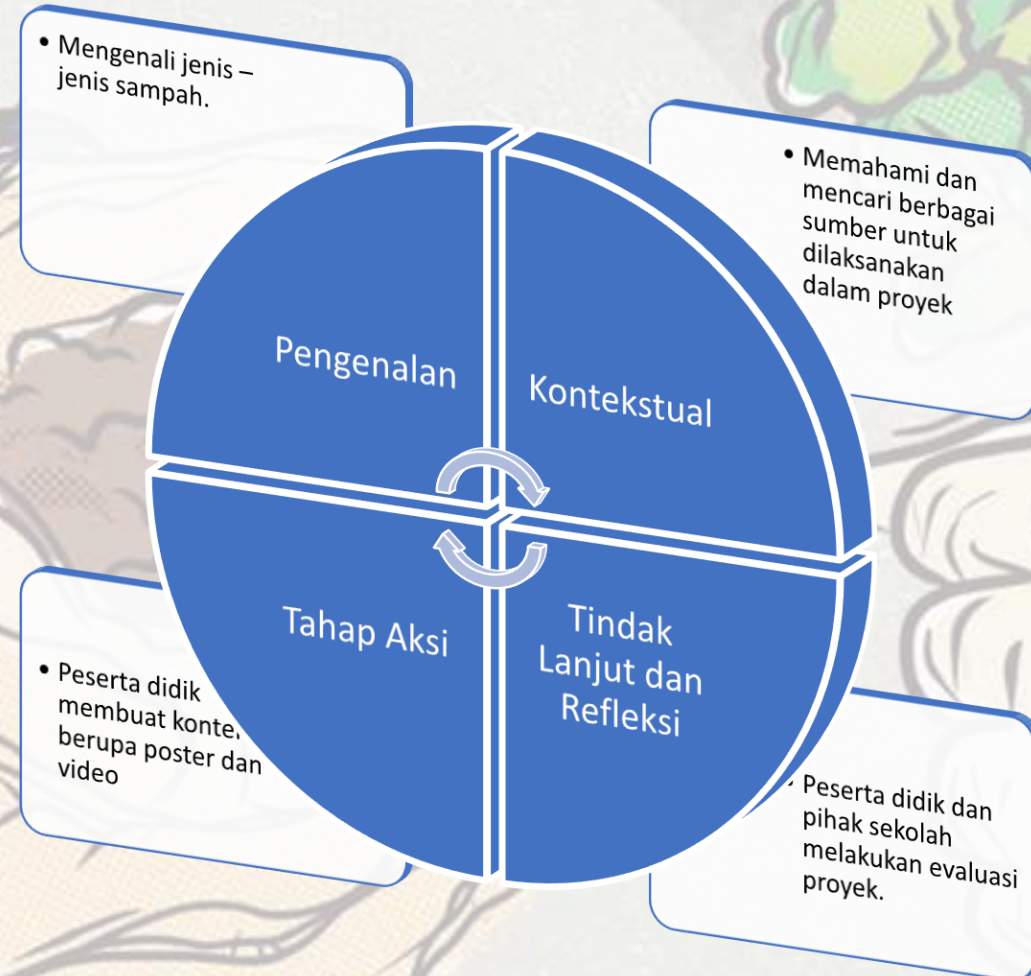 • Mengenali jenis –
jenis sampah.
• Memahami dan
mencari berbagai
sumber untuk
dilaksanakan
dalam proyek
Pengenalan
Kontekstual
Tahap Aksi
Tindak
Lanjut dan
Refleksi
• Peserta didik
membuat
berupa poster dan
video
• Peserta didik dan
pihak sekolah
melakukan evaluasi
proyek.